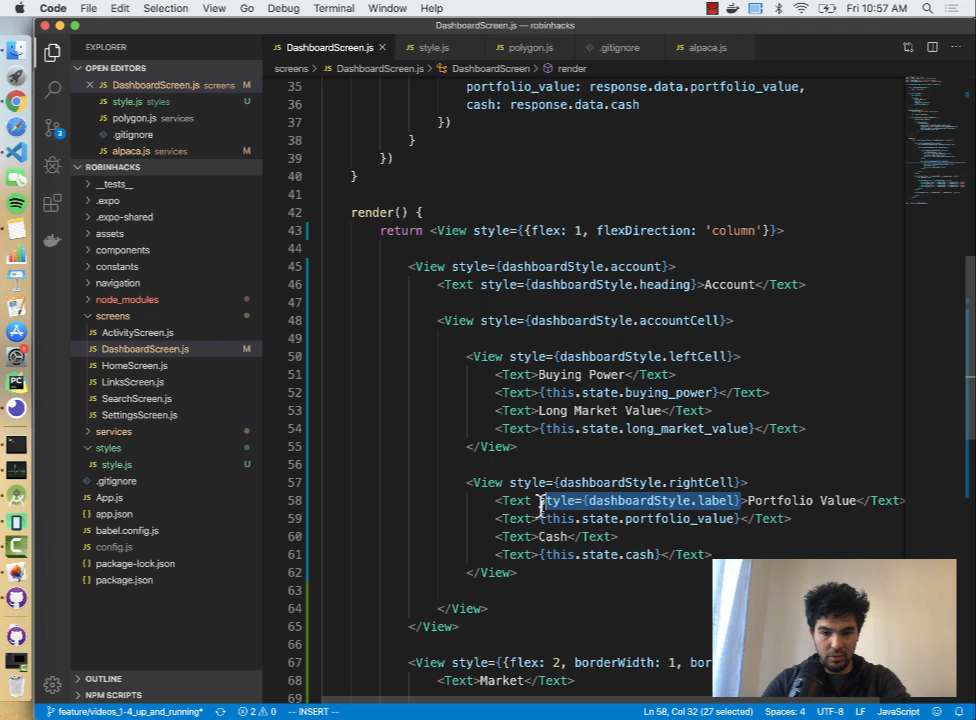 Code File Edit Selection View Go Debug Terminal Window Help
Fri 10:57 AM
DashboardScreen.js — robinhacks
EXPLORER
OPEN EDITORS
DashboardScreen.js screens M
style.js styles U
polygon.js services
.gitignore
alpaca.js services M
ROBINHACKS
__tests__
.expo
.expo-shared
assets
components
constants
navigation
node_modules
screens
ActivityScreen.js
DashboardScreen.js M
HomeScreen.js
LinksScreen.js
SearchScreen.js
SettingsScreen.js
services
styles
style.js U
.gitignore
App.js
app.json
babel.config.js
config.js
package-lock.json
package.json
OUTLINE
NPM SCRIPTS
DashboardScreen.js style.js polygon.js .gitignore alpaca.js
screens > DashboardScreen.js > DashboardScreen > render
35 portfolio_value: response.data.portfolio_value,
36 cash: response.data.cash
37 })
38 }
39 })
40 }
41
42 render() {
43 return <View style={{flex: 1, flexDirection: 'column'}}>
44
45 <View style={dashboardStyle.account}>
46 <Text style={dashboardStyle.heading}>Account</Text>
47
48 <View style={dashboardStyle.accountCell}>
49
50 <View style={dashboardStyle.leftCell}>
51 <Text>Buying Power</Text>
52 <Text>{this.state.buying_power}</Text>
53 <Text>Long Market Value</Text>
54 <Text>{this.state.long_market_value}</Text>
55 </View>
56
57 <View style={dashboardStyle.rightCell}>
58 <Text style={dashboardStyle.label}>Portfolio Value</Text>
59 <Text>{this.state.portfolio_value}</Text>
60 <Text>Cash</Text>
61 <Text>{this.state.cash}</Text>
62 </View>
63
64 </View>
65 </View>
66
67 <View style={{flex: 2, borderWidth: 1, bor
68 <Text>Market</Text>
69
feature/videos_1-4_up_and_running* 2 0 -- INSERT -- Ln 58, Col 32 (27 selected) Spaces: 4 UTF-8 LF JavaScript